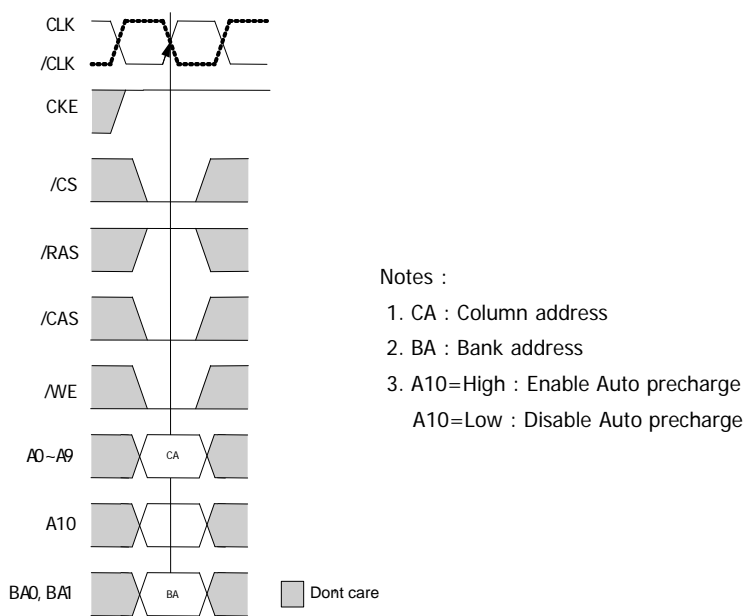 CLK
/CLK
CKE
/CS
/RAS
/CAS
/WE
A0~A9
CA
A10
BA0, BA1
BA
Dont care
Notes :
1. CA : Column address
2. BA : Bank address
3. A10=High : Enable Auto precharge
A10=Low : Disable Auto precharge